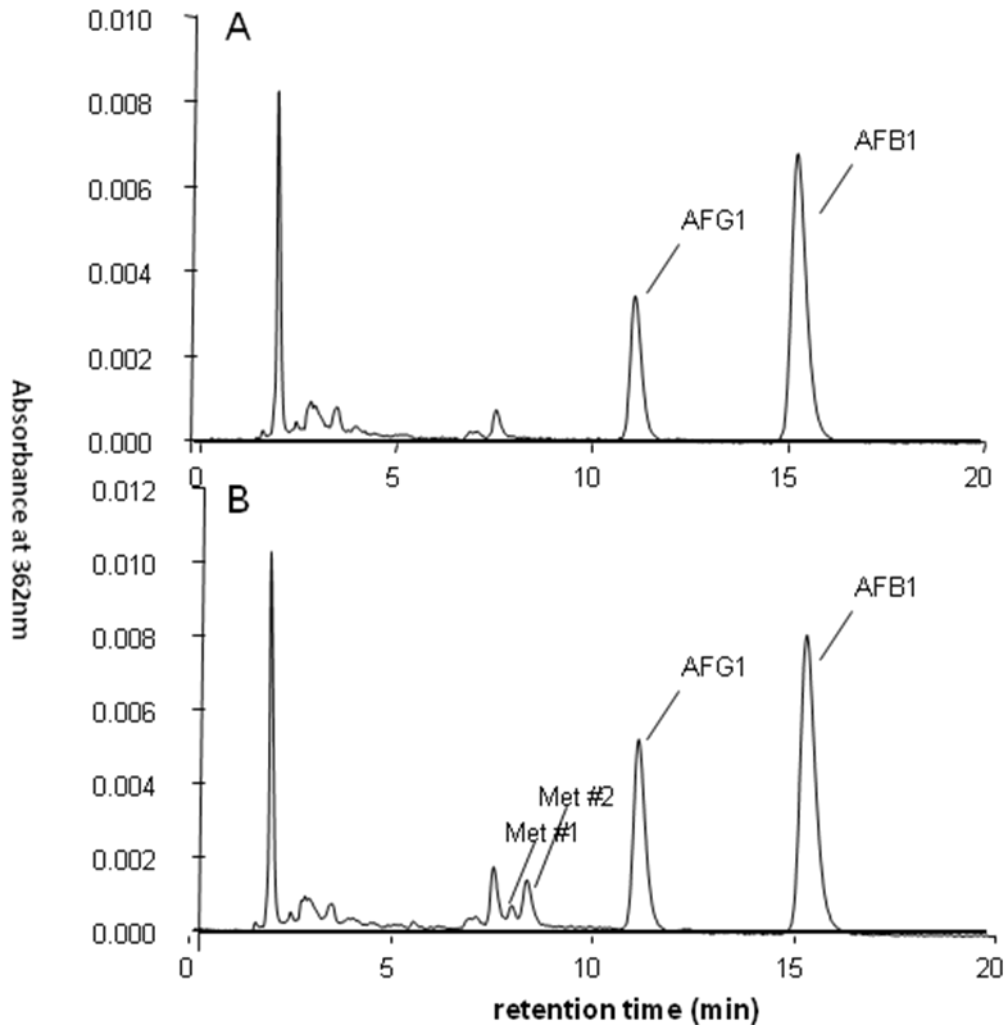 0.010
A
0.008
AFB1
0.006
AFG1
0.004
0.002
0.000
0 5 10 15 20
Absorbance at 362nm
0.012
B
0.010
AFB1
0.008
AFG1
0.006
0.004
Met #2
Met #1
0.002
0.000
0 5 10 15 20
retention time (min)